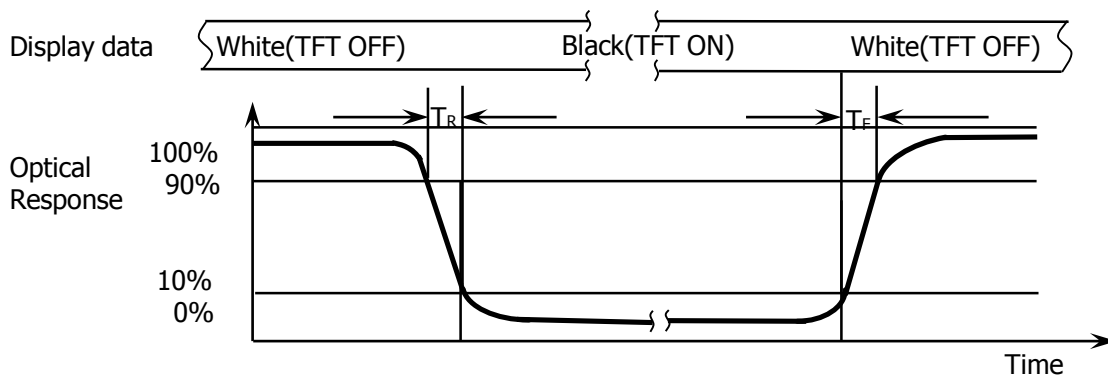 Display data
White(TFT OFF)
Black(TFT ON)
White(TFT OFF)
TR
TF
Optical
Response
100%
90%
10%
0%
Time